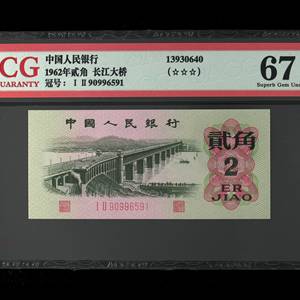 CG
UARANTY
中国人民银行
1962年贰角 长江大桥
冠号: I II 90996591
13930640
(☆☆☆)
67
Superb Gem Unc
中国人民银行
贰角
2
ER
JIAO
I II 90996591